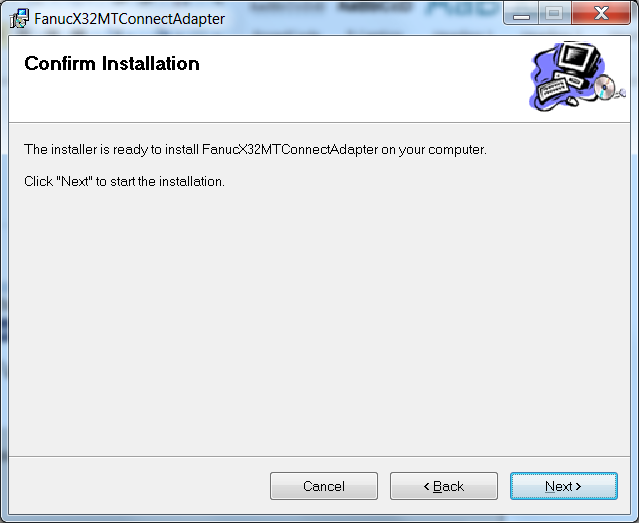 FanucX32MTConnectAdapter
Confirm Installation
The installer is ready to install FanucX32MTConnectAdapter on your computer.
Click "Next" to start the installation.
Cancel
< Back
Next >